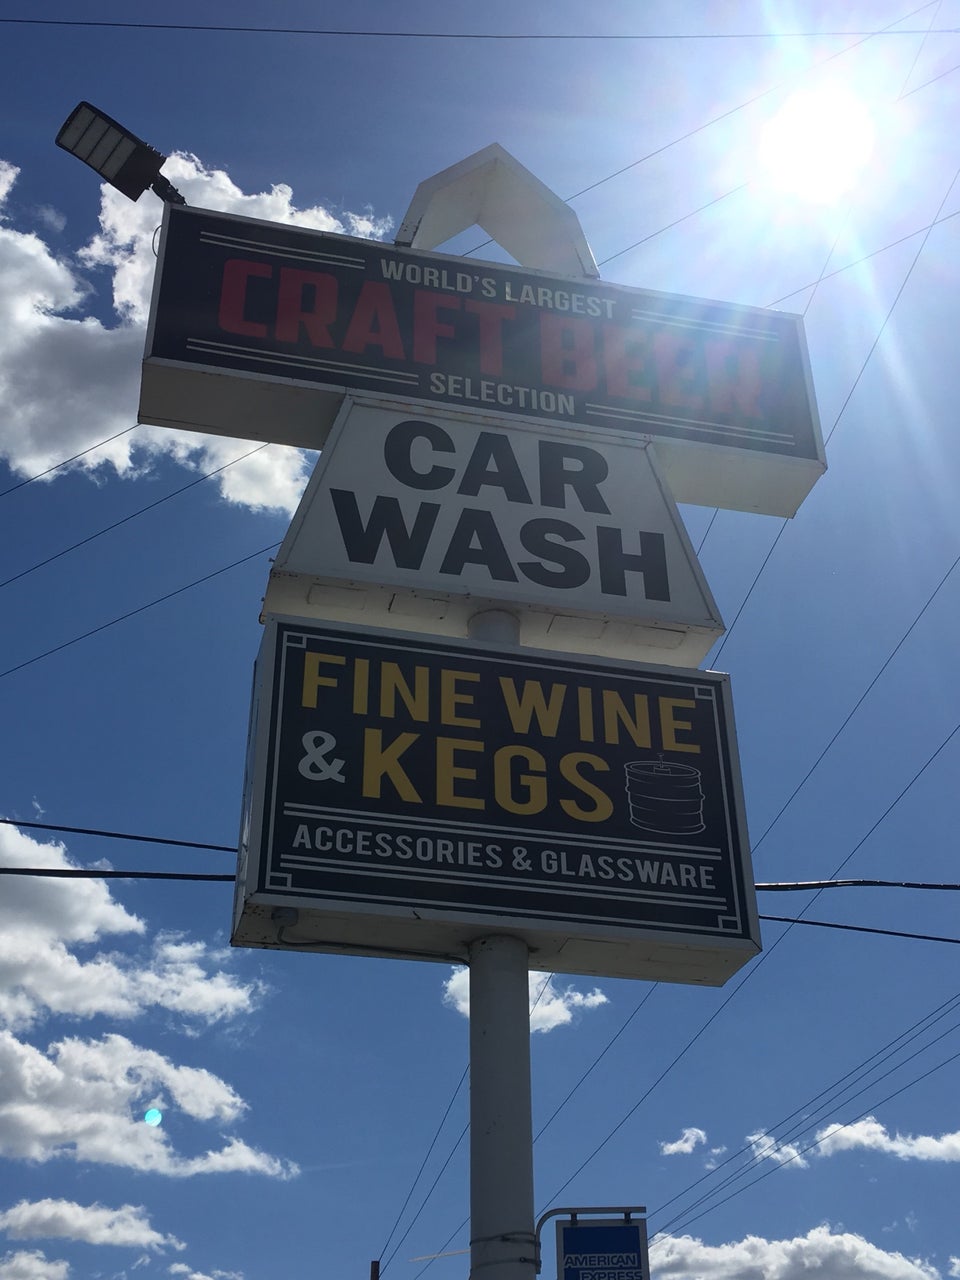 WORLD'S LARGEST
CRAFT BEER
SELECTION
CAR
WASH
FINE WINE
& KEGS
ACCESSORIES & GLASSWARE
AMERICAN
EXPRESS